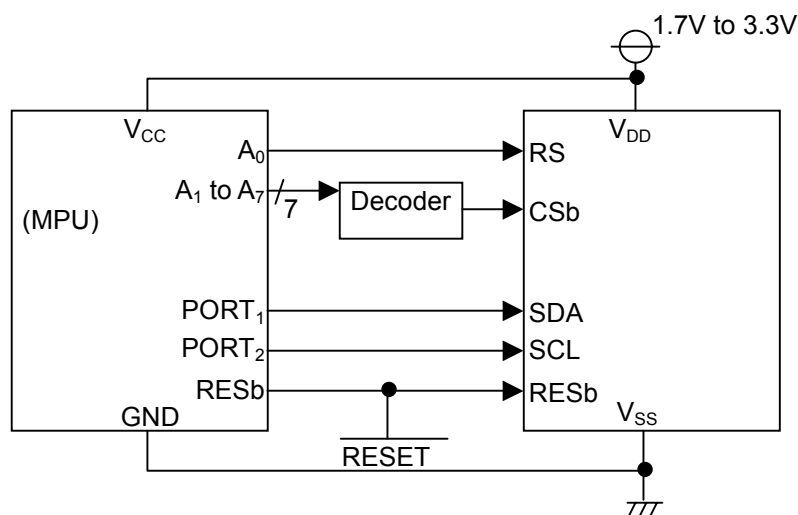 1.7V to 3.3V
VCC
VDD
A0
RS
A1 to A7
7
Decoder
(MPU)
CSb
PORT1
SDA
PORT2
SCL
RESb
RESb
GND
VSS
RESET